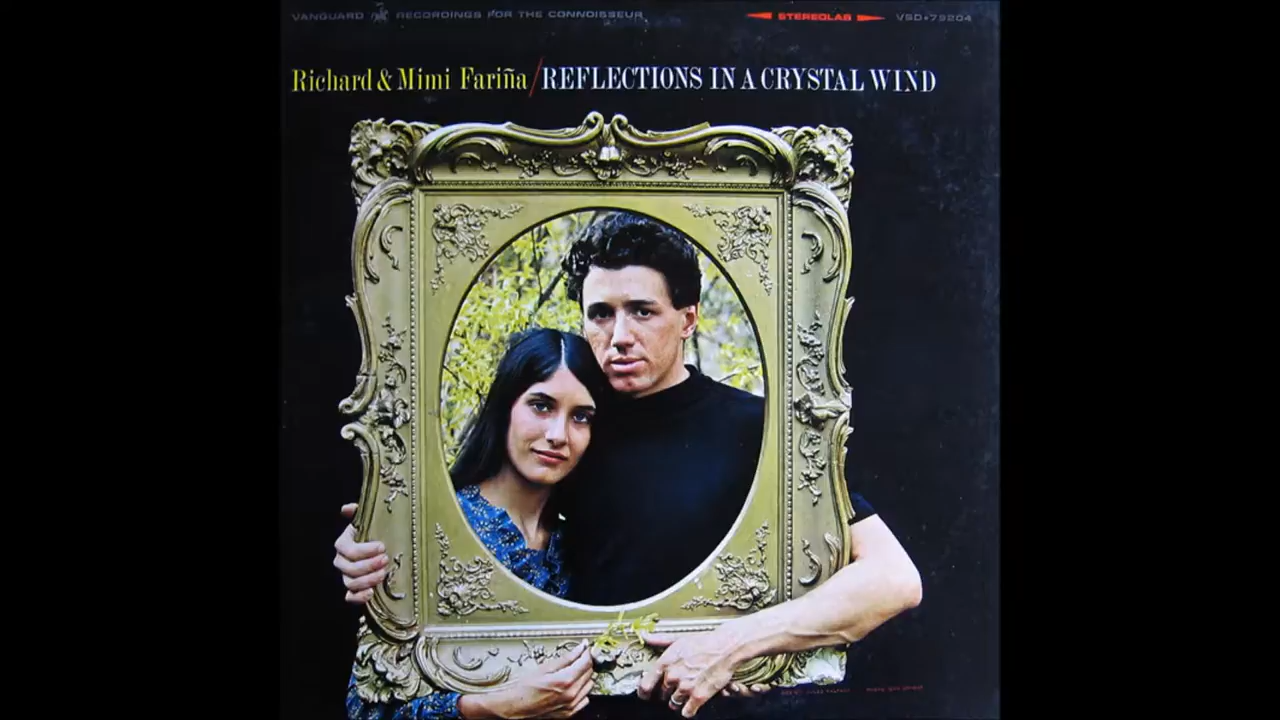 VANGUARD RECORDINGS FOR THE CONNOISSEUR STEREOLAB VSD•79204
Richard & Mimi Fariña/REFLECTIONS IN A CRYSTAL WIND